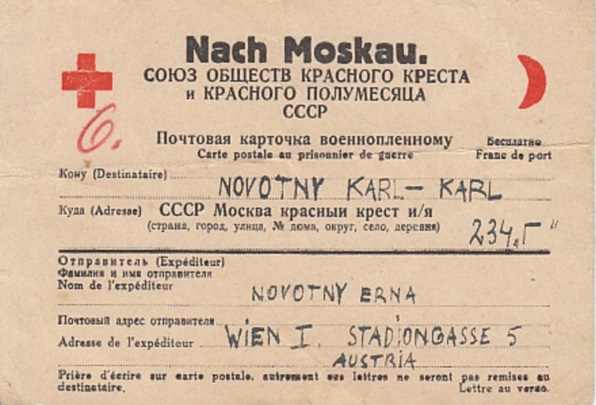 Nach Moskau.
СОЮЗ ОБЩЕСТВ КРАСНОГО КРЕСТА
и КРАСНОГО ПОЛУМЕСЯЦА
СССР
6.
Почтовая карточка военнопленному
Бесплатно
Carte postale au prisonnier de guerre
Franc de port
Кому (Destinataire)
NOVOTNY KARL – KARL
Куда (Adresse) СССР Москва красный крест и/я
(страна, город, улица, № дома, округ, село, деревня)
234„Г"
Отправитель (Expéditeur)
Фамилия и имя отправителя
Nom de l'expéditeur
NOVOTNY ERNA
Почтовый адрес отправителя
Adresse de l'expéditeur WIEN I. STADIONGASSE 5
AUSTRIA
Prière d'écrire sur carte postale, autrement ses lettres ne seront pas remises au
destinataire.
Lettre au verso.